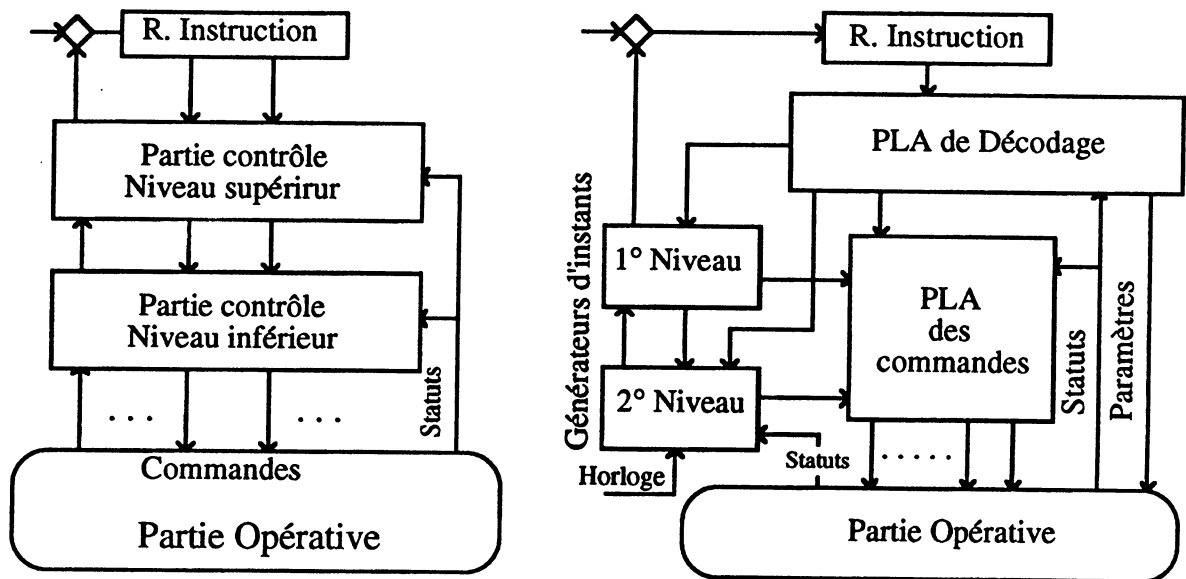 R. Instruction
Partie contrôle
Niveau supérirur
Partie contrôle
Niveau inférieur
. . .
. . .
Statuts
Commandes
Partie Opérative
R. Instruction
PLA de Décodage
Générateurs d'instants
1° Niveau
2° Niveau
PLA
des
commandes
Statuts
Paramètres
Horloge
Statuts
. . . . .
Partie Opérative